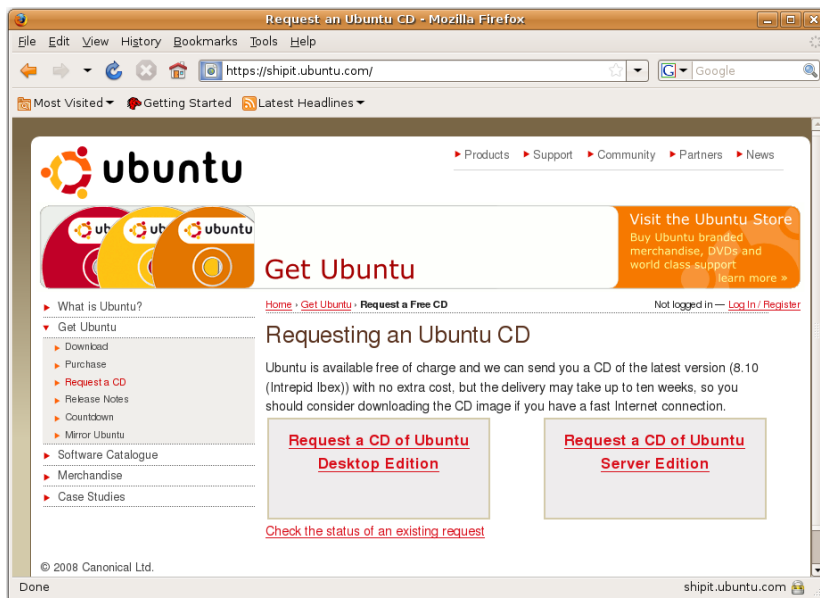 Request an Ubuntu CD - Mozilla Firefox
File Edit View History Bookmarks Tools Help
https://shipit.ubuntu.com/
G Google
Most Visited Getting Started Latest Headlines
ubuntu
Products Support Community Partners News
ub ub ubuntu
Get Ubuntu
Visit the Ubuntu Store
Buy Ubuntu branded
merchandise, DVDs and
world class support
learn more »
What is Ubuntu?
Get Ubuntu
Download
Purchase
Request a CD
Release Notes
Countdown
Mirror Ubuntu
Software Catalogue
Merchandise
Case Studies
Home › Get Ubuntu › Request a Free CD
Not logged in — Log In / Register
Requesting an Ubuntu CD
Ubuntu is available free of charge and we can send you a CD of the latest version (8.10
(Intrepid Ibex)) with no extra cost, but the delivery may take up to ten weeks, so you
should consider downloading the CD image if you have a fast Internet connection.
Request a CD of Ubuntu
Desktop Edition
Request a CD of Ubuntu
Server Edition
Check the status of an existing request
© 2008 Canonical Ltd.
Done
shipit.ubuntu.com